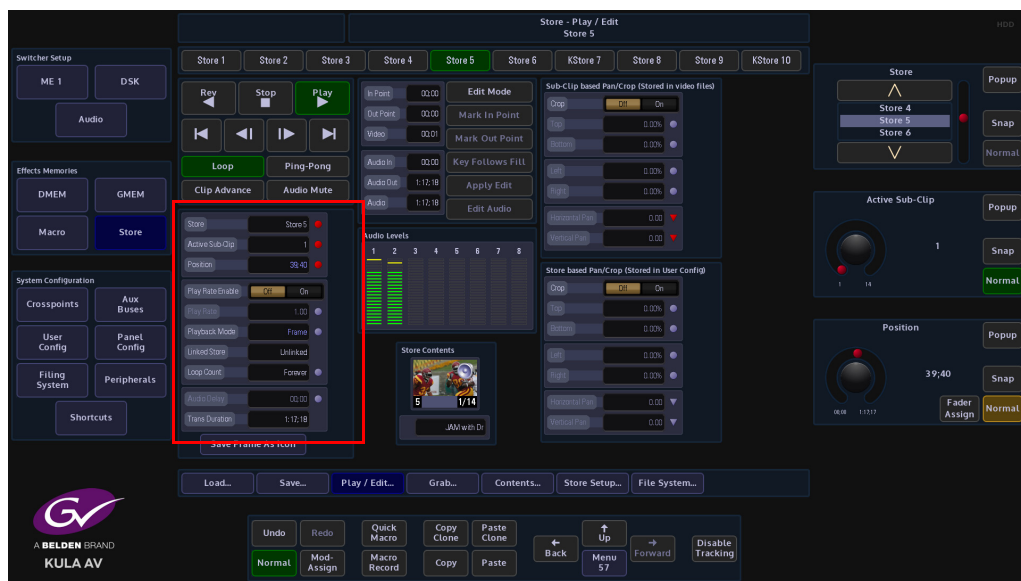 Store - Play / Edit
Store 5
HDD
Switcher Setup
ME 1
DSK
Audio
Effects Memories
DMEM
GMEM
Macro
Store
System Configuration
Crosspoints
Aux
Buses
User
Config
Panel
Config
Filing
System
Peripherals
Shortcuts
Store 1
Store 2
Store 3
Store 4
Store 5
Store 6
KStore 7
Store 8
Store 9
KStore 10
Rev
Stop
Play
Loop
Ping-Pong
Clip Advance
Audio Mute
In Point 00;00
Out Point 00;00
Video 00;01
Audio In 00;00
Audio Out 1:17;18
Audio 1:17;18
Edit Mode
Mark In Point
Mark Out Point
Key Follows Fill
Apply Edit
Edit Audio
Store Store 5
Active Sub-Clip 1
Position 39;40
Play Rate Enable Off On
Play Rate 1.00
Playback Mode Frame
Linked Store Unlinked
Loop Count Forever
Audio Delay 00;00
Trans Duration 1:17;18
Save Frame As Icon
Audio Levels
1 2 3 4 5 6 7 8
Store Contents
5 1/14
JAM with Dr
Sub-Clip based Pan/Crop (Stored in video files)
Crop Off On
Top 0.00%
Bottom 0.00%
Left 0.00%
Right 0.00%
Horizontal Pan 0.00
Vertical Pan 0.00
Store based Pan/Crop (Stored in User Config)
Crop Off On
Top 0.00%
Bottom 0.00%
Left 0.00%
Right 0.00%
Horizontal Pan 0.00
Vertical Pan 0.00
Store
Store 4
Store 5
Store 6
Popup
Snap
Normal
Active Sub-Clip
1
1 14
Popup
Snap
Normal
Position
39;40
00;00 1:17;17
Popup
Snap
Fader
Assign
Normal
Load...
Save...
Play / Edit...
Grab...
Contents...
Store Setup...
File System...
GV
A BELDEN BRAND
KULA AV
Undo
Redo
Quick
Macro
Copy
Clone
Paste
Clone
Normal
Mod-
Assign
Macro
Record
Copy
Paste
Back
Up
Menu
57
Forward
Disable
Tracking